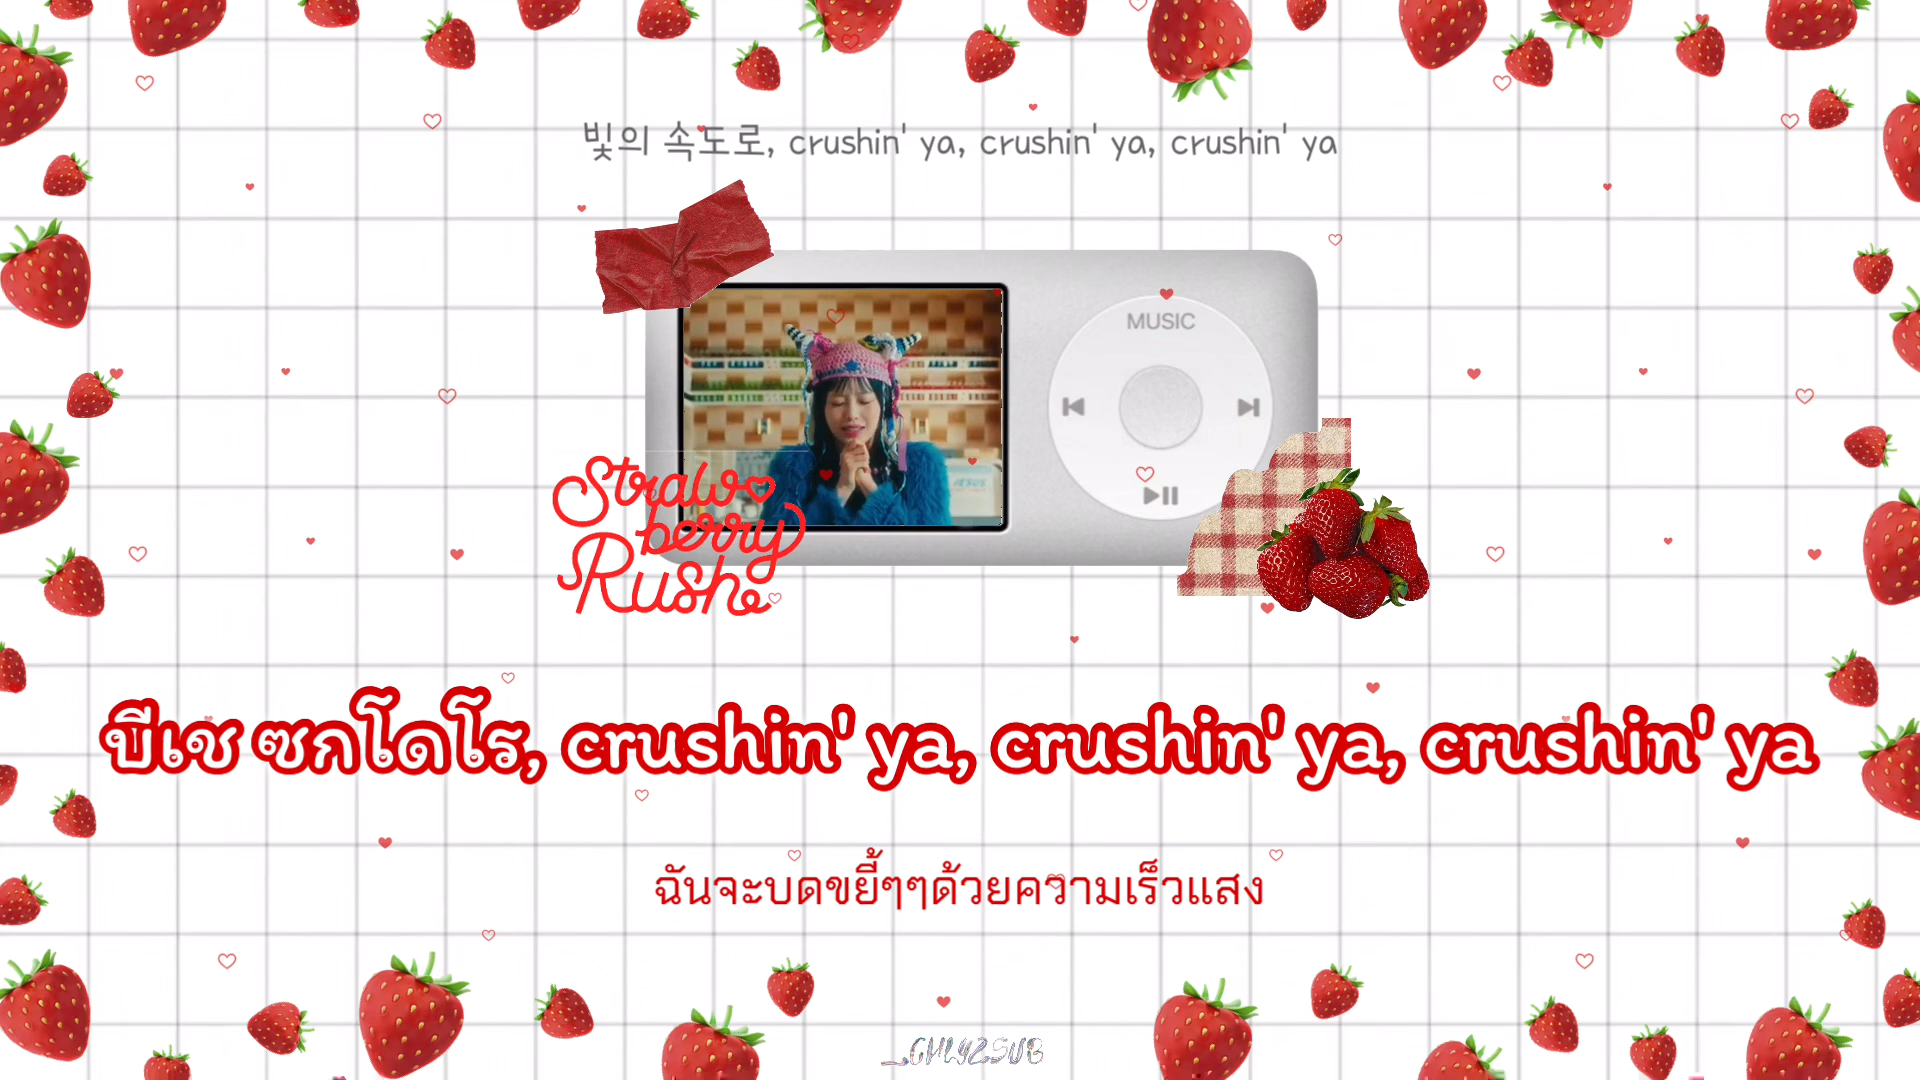 빛의 속도로, crushin' ya, crushin' ya, crushin' ya
MUSIC
Straw
berry
Rush
บีเช ซกโดโร, crushin' ya, crushin' ya, crushin' ya
ฉันจะบดขยี้ๆๆด้วยความเร็วแสง